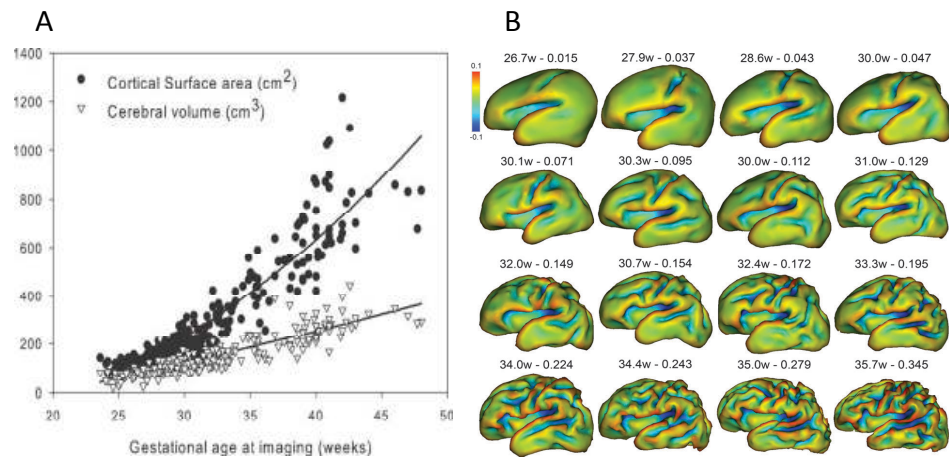 A
1400
1200
1000
800
600
400
200
0
Cortical Surface area (cm2)
Cerebral volume (cm3)
20 25 30 35 40 45 50
Gestational age at imaging (weeks)
B
0.1
-0.1
26.7w - 0.015 27.9w - 0.037 28.6w - 0.043 30.0w - 0.047
30.1w - 0.071 30.3w - 0.095 30.0w - 0.112 31.0w - 0.129
32.0w - 0.149 30.7w - 0.154 32.4w - 0.172 33.3w - 0.195
34.0w - 0.224 34.4w - 0.243 35.0w - 0.279 35.7w - 0.345